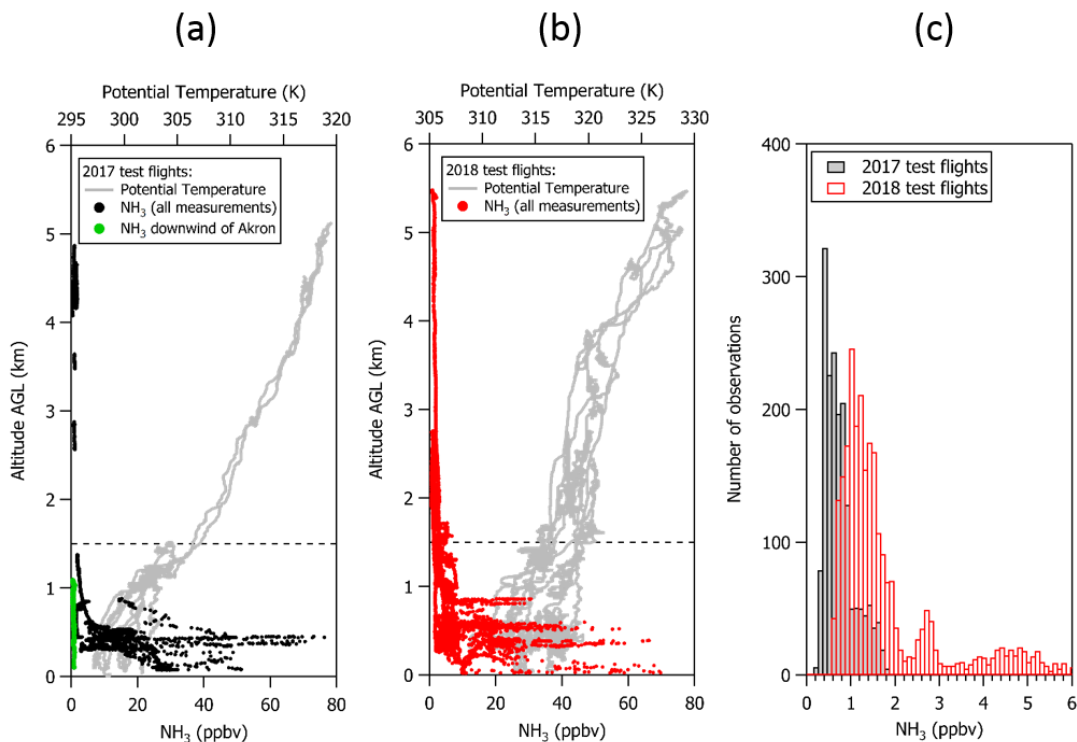 (a)
(b)
(c)
Potential Temperature (K)
295 300 305 310 315 320
6
5
4
3
2
1
0
Altitude AGL (km)
2017 test flights:
Potential Temperature
NH3 (all measurements)
NH3 downwind of Akron
0 20 40 60 80
NH3 (ppbv)
Potential Temperature (K)
305 310 315 320 325 330
6
5
4
3
2
1
0
Altitude AGL (km)
2018 test flights:
Potential Temperature
NH3 (all measurements)
0 20 40 60 80
NH3 (ppbv)
400
300
200
100
0
Number of observations
2017 test flights
2018 test flights
0 1 2 3 4 5 6
NH3 (ppbv)